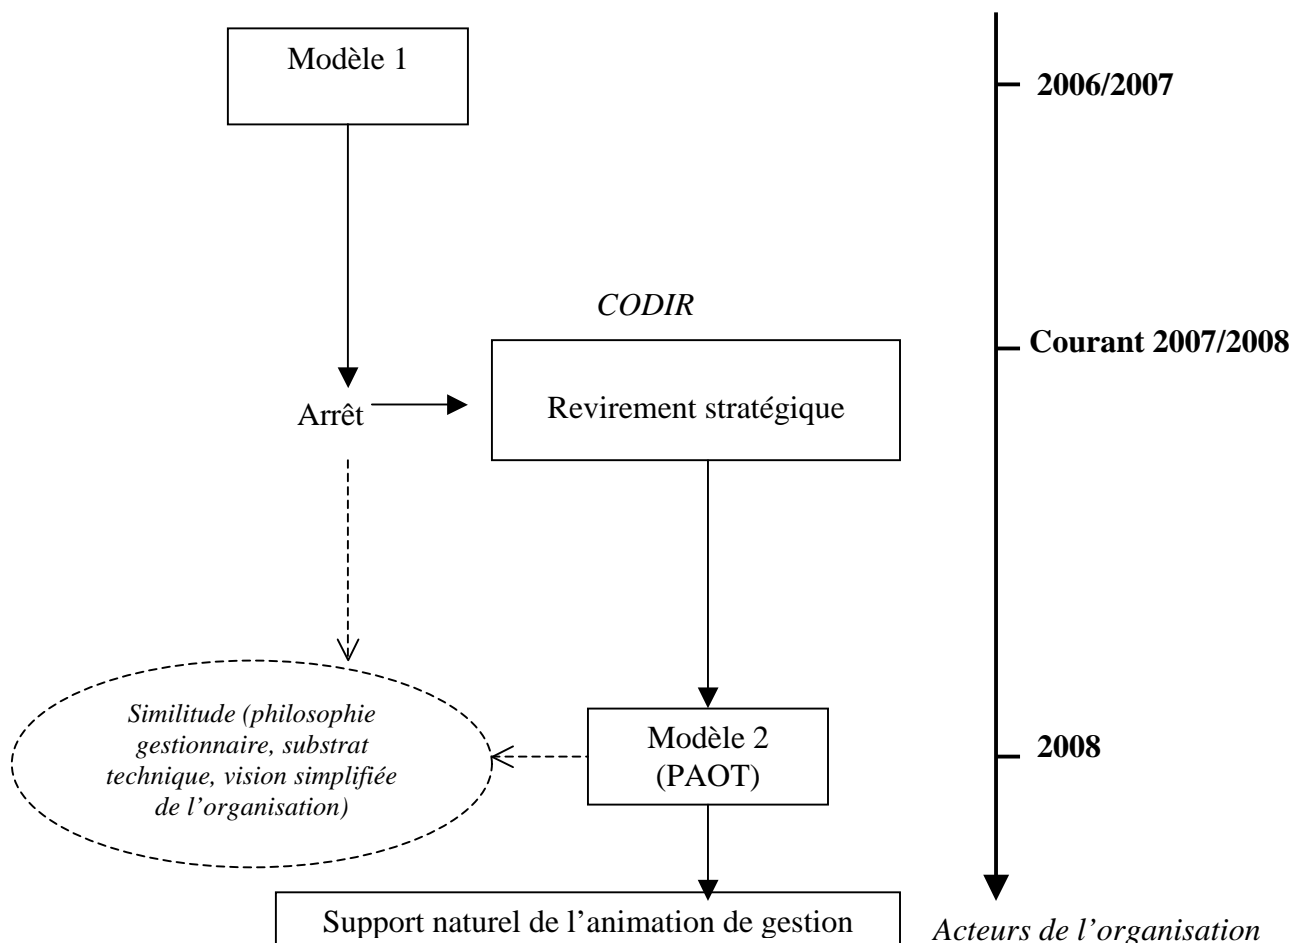 Modèle 1
2006/2007
CODIR
Courant 2007/2008
Arrêt
Revirement stratégique
Similitude (philosophie
gestionnaire, substrat
technique, vision simplifiée
de l’organisation)
Modèle 2
(PAOT)
2008
Support naturel de l’animation de gestion
Acteurs de l’organisation